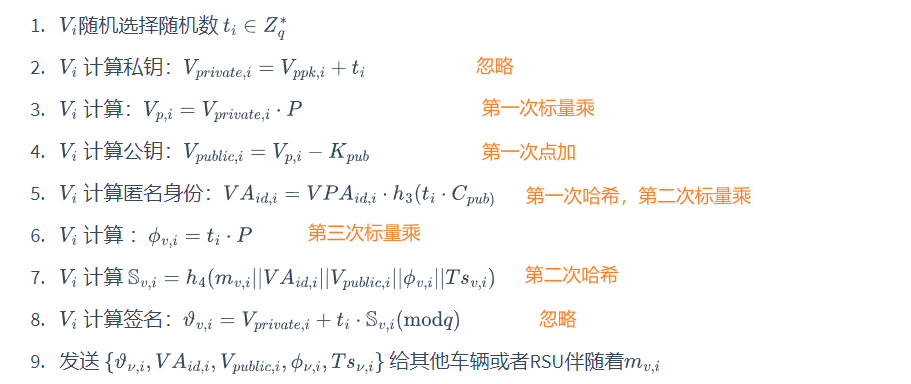 1. $V_i$随机选择随机数 $t_i \in Z_q^*$
2. $V_i$ 计算私钥：$V_{private,i} = V_{ppk,i} + t_i$ 忽略
3. $V_i$ 计算：$V_{p,i} = V_{private,i} \cdot P$ 第一次标量乘
4. $V_i$ 计算公钥：$V_{public,i} = V_{p,i} - K_{pub}$ 第一次点加
5. $V_i$ 计算匿名身份：$VA_{id,i} = VPA_{id,i} \cdot h_3(t_i \cdot C_{pub)}$ 第一次哈希，第二次标量乘
6. $V_i$ 计算 ：$\phi_{v,i} = t_i \cdot P$ 第三次标量乘
7. $V_i$ 计算 $\mathbb{S}_{v,i} = h_4(m_{v,i}||VA_{id,i}||V_{public,i}||\phi_{v,i}||Ts_{v,i})$ 第二次哈希
8. $V_i$ 计算签名：$\vartheta_{v,i} = V_{private,i} + t_i \cdot \mathbb{S}_{v,i}(\mathrm{mod}q)$ 忽略
9. 发送 $\{\vartheta_{\nu,i}, VA_{id,i}, V_{public,i}, \phi_{\nu,i}, Ts_{\nu,i}\}$ 给其他车辆或者RSU伴随着$m_{v,i}$